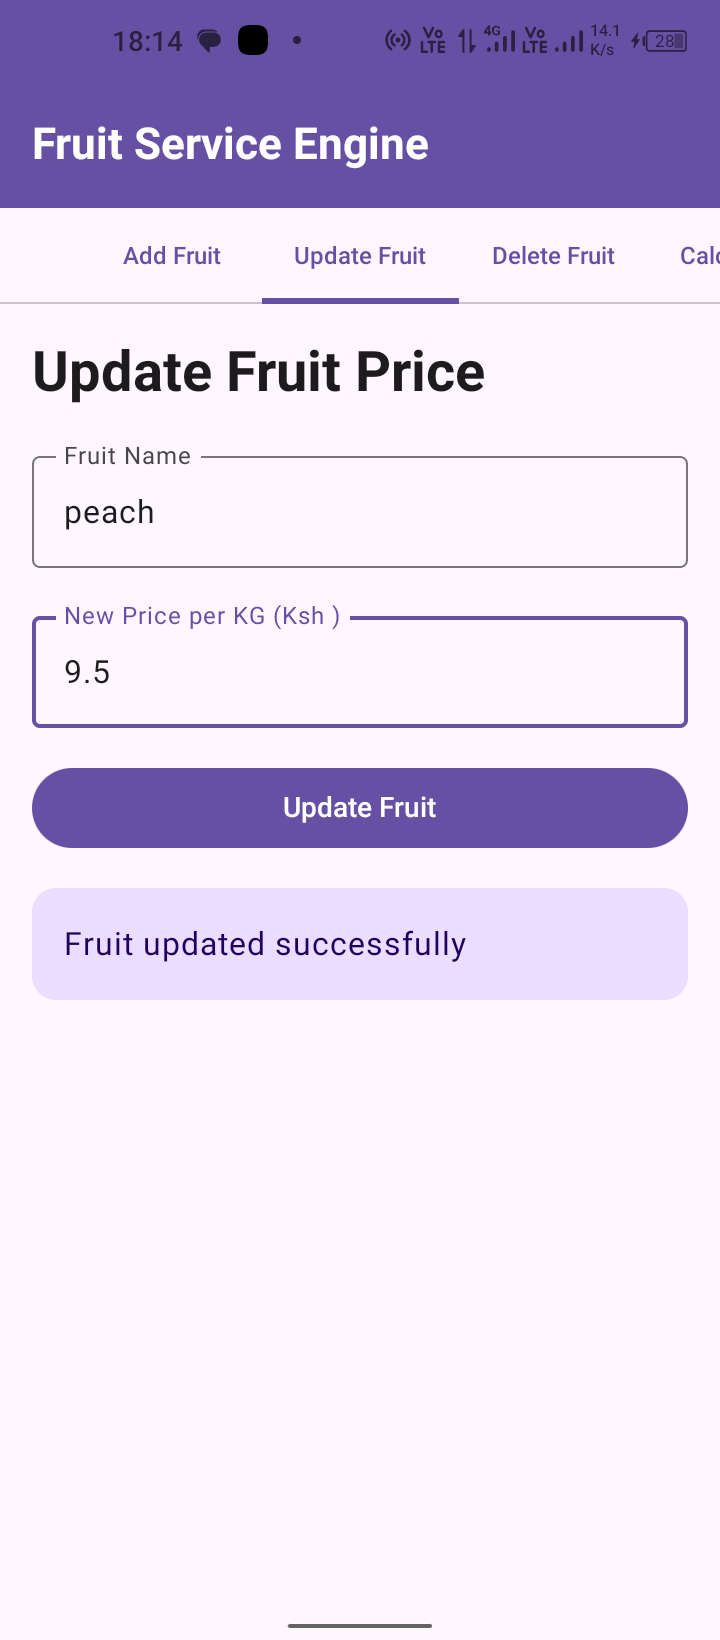 18:14
Vo LTE 4G Vo LTE 14.1 K/s 28
Fruit Service Engine
Add Fruit Update Fruit Delete Fruit Calc
Update Fruit Price
Fruit Name
peach
New Price per KG (Ksh )
9.5
Update Fruit
Fruit updated successfully